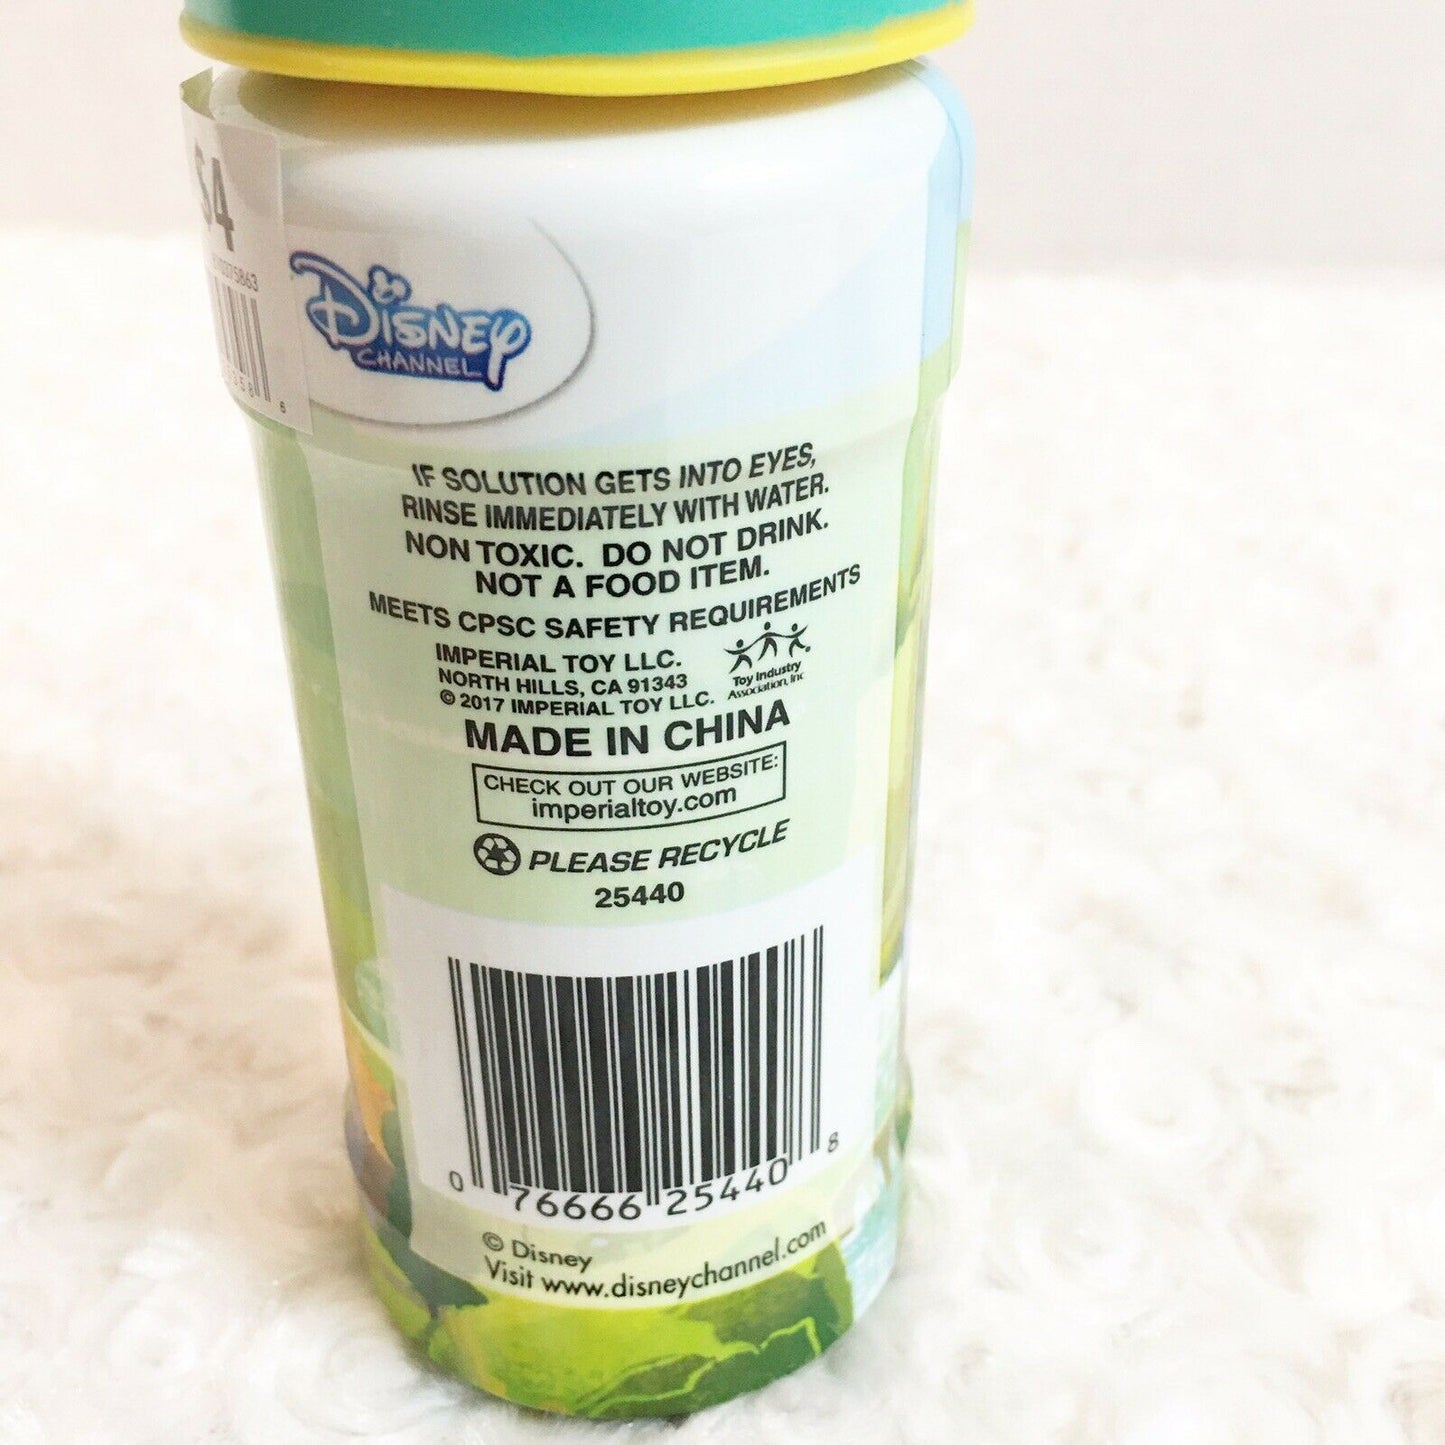 $4
DISNEY
CHANNEL
IF SOLUTION GETS INTO EYES,
RINSE IMMEDIATELY WITH WATER.
NON TOXIC. DO NOT DRINK.
NOT A FOOD ITEM.
MEETS CPSC SAFETY REQUIREMENTS
IMPERIAL TOY LLC.
NORTH HILLS, CA 91343
© 2017 IMPERIAL TOY LLC.
Toy Industry
Association, Inc
MADE IN CHINA
CHECK OUT OUR WEBSITE:
imperialtoy.com
PLEASE RECYCLE
25440
0 76666 25440 8
© Disney
Visit www.disneychannel.com